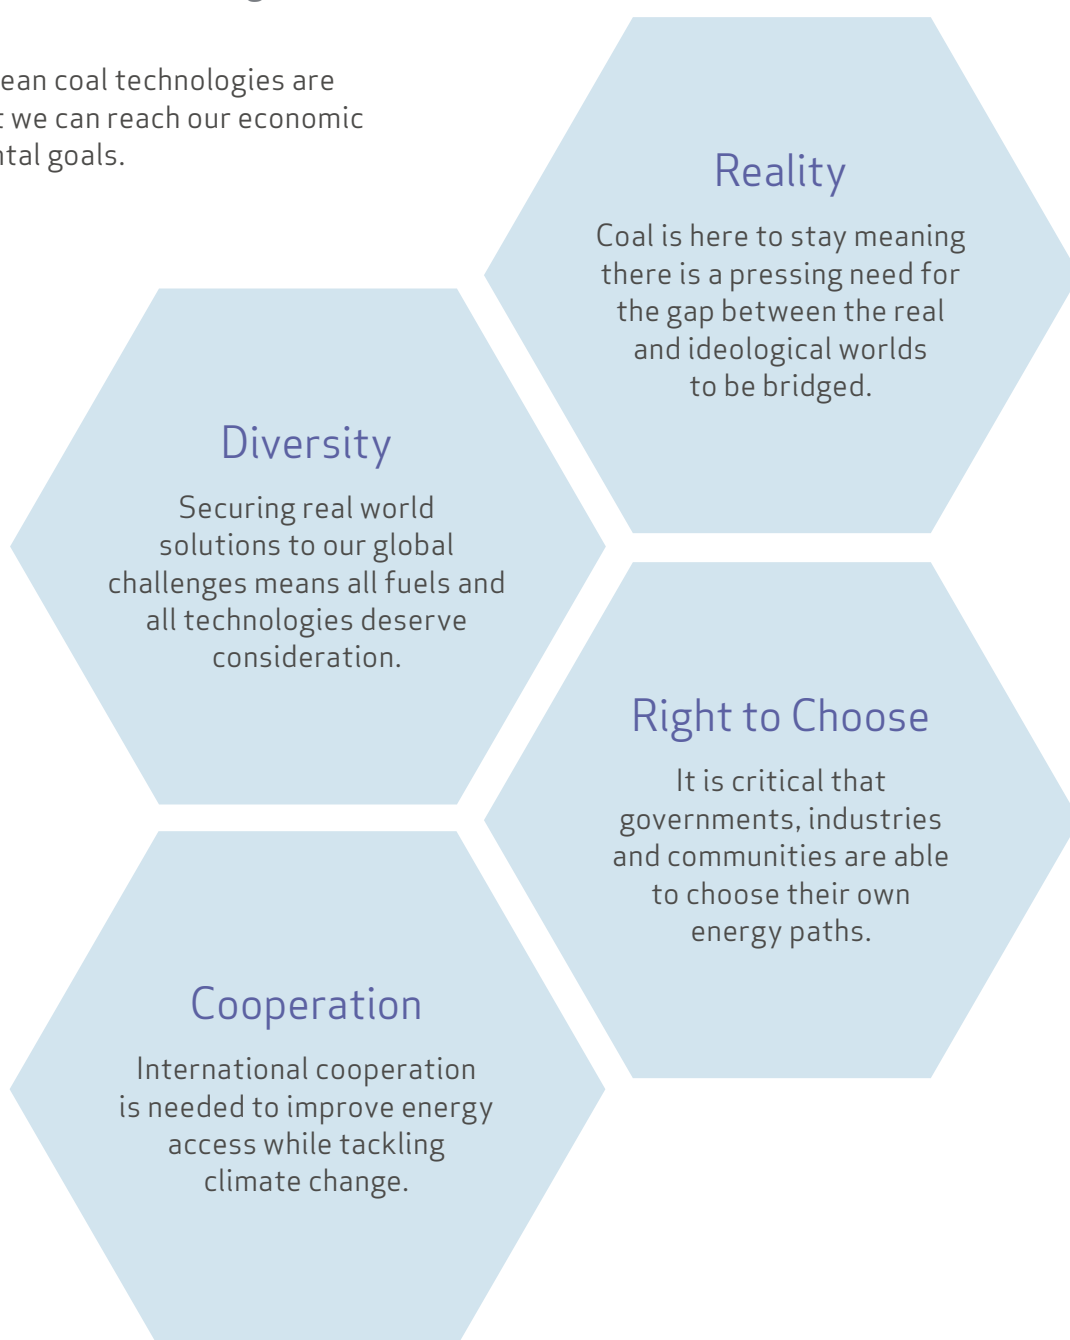 ean coal technologies are
t we can reach our economic
ntal goals.
Reality
Coal is here to stay meaning
there is a pressing need for
the gap between the real
and ideological worlds
to be bridged.
Diversity
Securing real world
solutions to our global
challenges means all fuels and
all technologies deserve
consideration.
Right to Choose
It is critical that
governments, industries
and communities are able
to choose their own
energy paths.
Cooperation
International cooperation
is needed to improve energy
access while tackling
climate change.